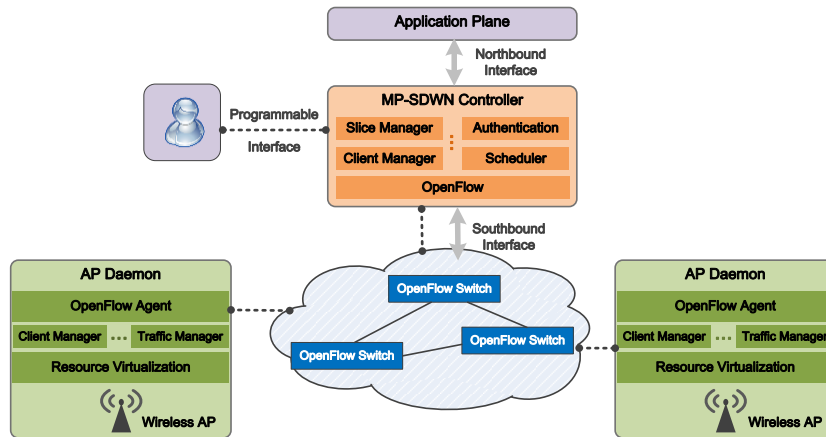 Application Plane
Northbound
Interface
MP-SDWN Controller
Programmable
Interface
Slice Manager
Authentication
Client Manager
Scheduler
OpenFlow
Southbound
Interface
AP Daemon
OpenFlow Agent
Client Manager
Traffic Manager
Resource Virtualization
Wireless AP
OpenFlow Switch
OpenFlow Switch
OpenFlow Switch
AP Daemon
OpenFlow Agent
Client Manager
Traffic Manager
Resource Virtualization
Wireless AP